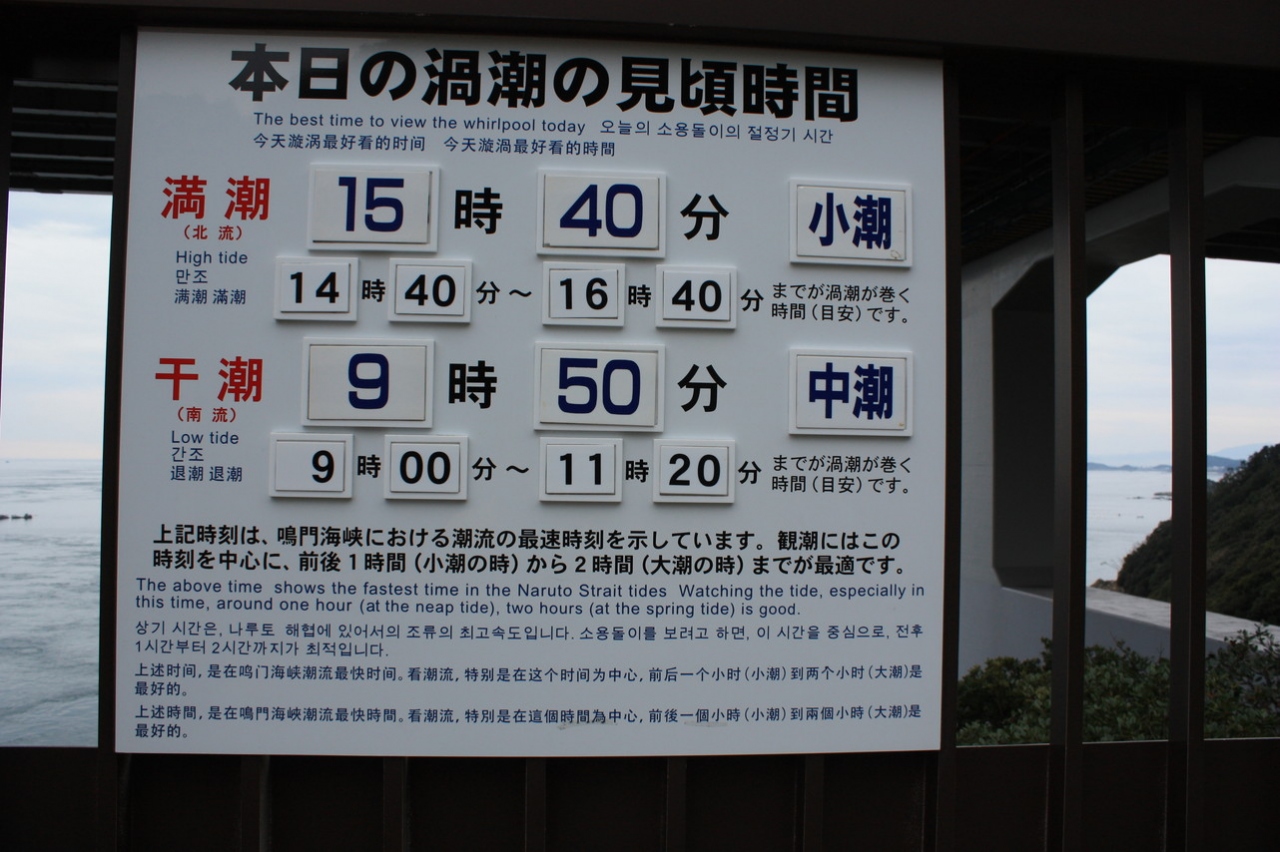 本日の渦潮の見頃時間
The best time to view the whirlpool today 오늘의 소용돌이의 절정기 시간
今天漩涡最好看的时间 今天漩渦最好看的時間
満潮 15 時 40 分 小潮
（北流）
High tide
만조
满潮 滿潮
14 時 40 分 ～ 16 時 40 分 までが渦潮が巻く
時間（目安）です。
干潮 9 時 50 分 中潮
（南流）
Low tide
간조
退潮 退潮
9 時 00 分 ～ 11 時 20 分 までが渦潮が巻く
時間（目安）です。
上記時刻は、鳴門海峡における潮流の最速時刻を示しています。観潮にはこの
時刻を中心に、前後１時間（小潮の時）から２時間（大潮の時）までが最適です。
The above time shows the fastest time in the Naruto Strait tides Watching the tide, especially in
this time, around one hour (at the neap tide), two hours (at the spring tide) is good.
상기 시간은, 나루토 해협에 있어서의 조류의 최고속도입니다. 소용돌이를 보려고 하면, 이 시간을 중심으로, 전후
1시간부터 2시간까지가 최적입니다.
上述时间，是在鸣门海峡潮流最快时间。看潮流，特别是在这个时间为中心，前后一个小时（小潮）到两个小时（大潮）是
最好的。
上述時間，是在鳴門海峽潮流最快時間。看潮流，特別是在這個時間為中心，前後一個小時（小潮）到兩個小時（大潮）是
最好的。